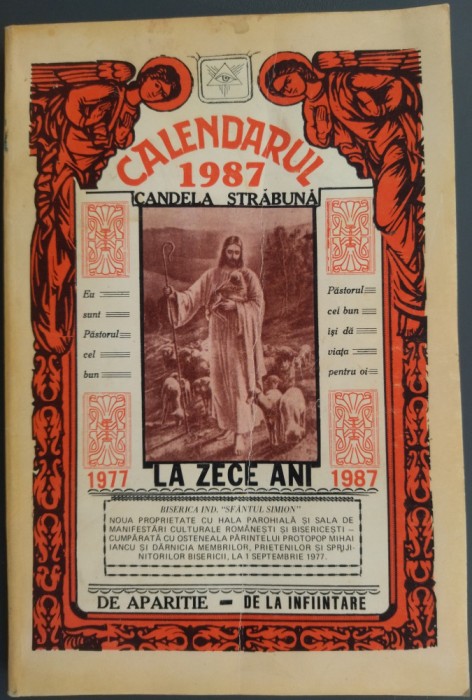 CALENDARUL
1987
CANDELA STRĂBUNĂ
Eu
sunt
Păstorul
cel
bun
Păstorul
cel bun
își dă
viața
pentru oi
1977
LA ZECE ANI
1987
BISERICA IND. "SFÂNTUL SIMION"
NOUA PROPRIETATE CU HALA PAROHIALĂ ȘI SALA DE
MANIFESTĂRI CULTURALE ROMÂNEȘTI ȘI BISERICEȘTI –
CUMPĂRATĂ CU OSTENEALA PĂRINTELUI PROTOPOP MIHAI
IANCU ȘI DĂRNICIA MEMBRILOR, PRIETENILOR ȘI SPRIJI-
NITORILOR BISERICII, LA 1 SEPTEMBRIE 1977.
DE APARITIE – DE LA INFIINTARE